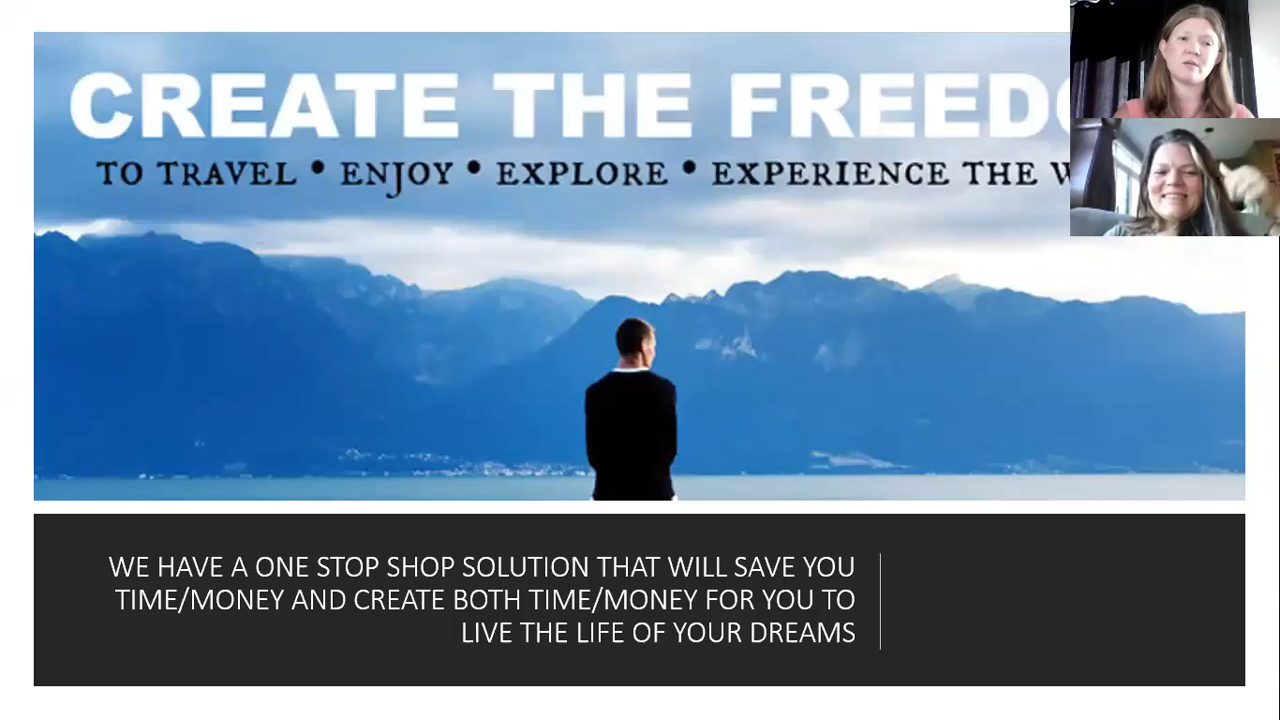 CREATE THE FREEDO
TO TRAVEL • ENJOY • EXPLORE • EXPERIENCE THE W
WE HAVE A ONE STOP SHOP SOLUTION THAT WILL SAVE YOU
TIME/MONEY AND CREATE BOTH TIME/MONEY FOR YOU TO
LIVE THE LIFE OF YOUR DREAMS